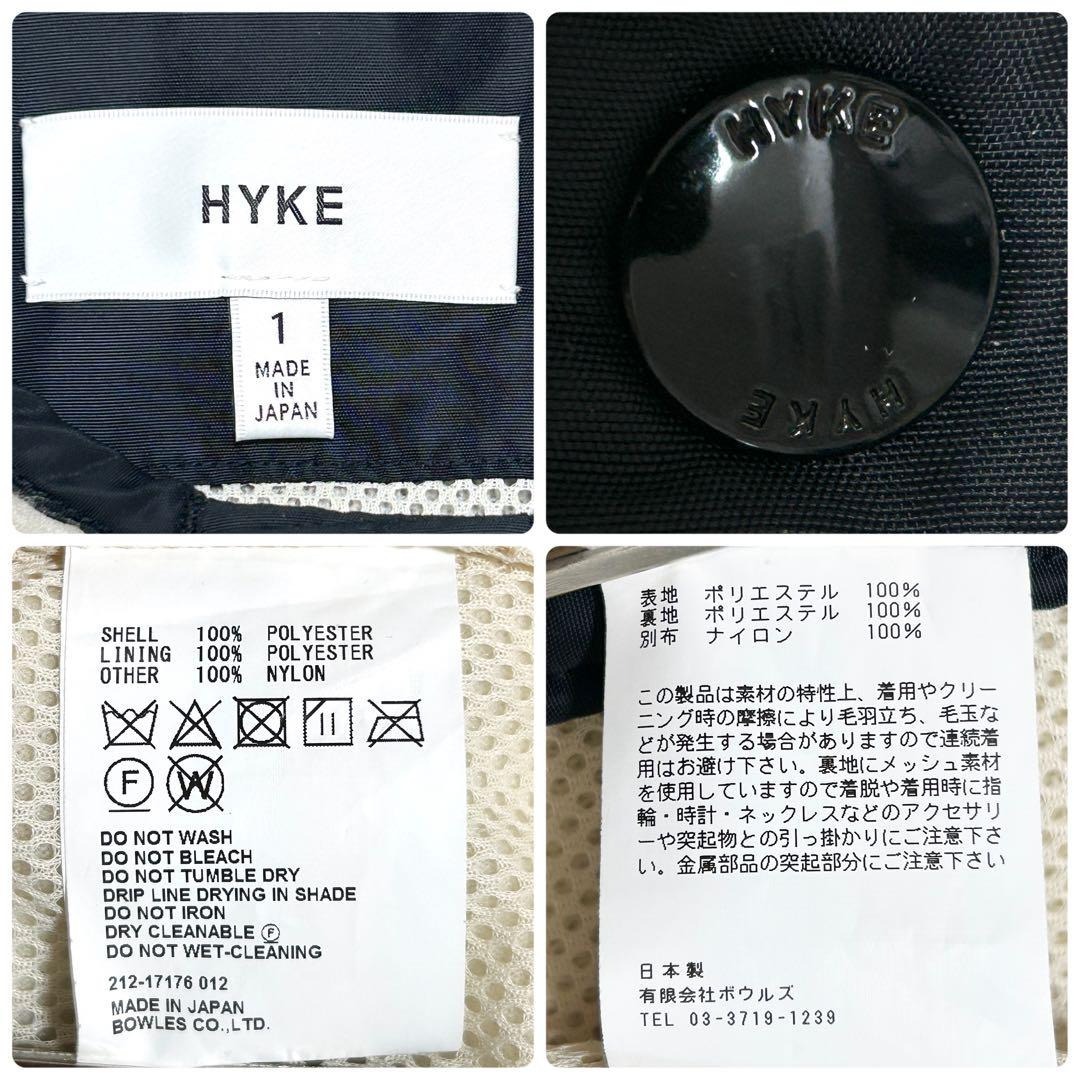 HYKE
1
MADE
IN
JAPAN
HYKE
HYKE
SHELL 100% POLYESTER
LINING 100% POLYESTER
OTHER 100% NYLON
F W
DO NOT WASH
DO NOT BLEACH
DO NOT TUMBLE DRY
DRIP LINE DRYING IN SHADE
DO NOT IRON
DRY CLEANABLE Ⓕ
DO NOT WET-CLEANING
212-17176 012
MADE IN JAPAN
BOWLES CO.,LTD.
表地 ポリエステル 100%
裏地 ポリエステル 100%
別布 ナイロン 100%
この製品は素材の特性上、着用やクリー
ニング時の摩擦により毛羽立ち、毛玉な
どが発生する場合がありますので連続着
用はお避け下さい。裏地にメッシュ素材
を使用していますので着脱や着用時に指
輪・時計・ネックレスなどのアクセサリ
ーや突起物との引っ掛かりにご注意下さ
い。金属部品の突起部分にご注意下さい
日本製
有限会社ボウルズ
TEL 03-3719-1239